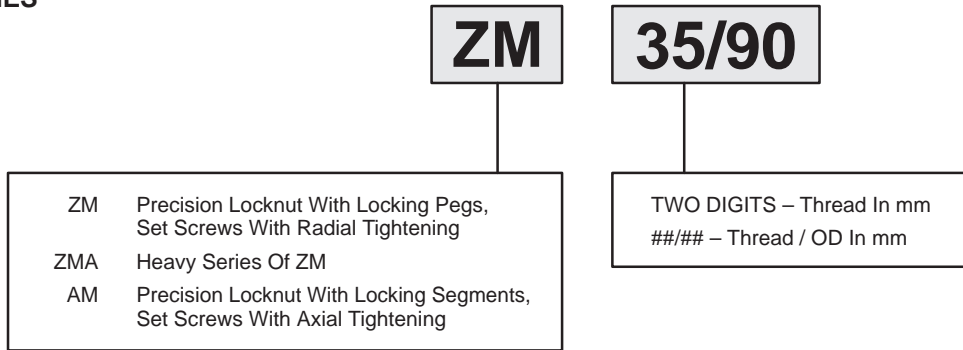 ZM 35/90
ZM Precision Locknut With Locking Pegs,
Set Screws With Radial Tightening
ZMA Heavy Series Of ZM
AM Precision Locknut With Locking Segments,
Set Screws With Axial Tightening
TWO DIGITS – Thread In mm
##/## – Thread / OD In mm